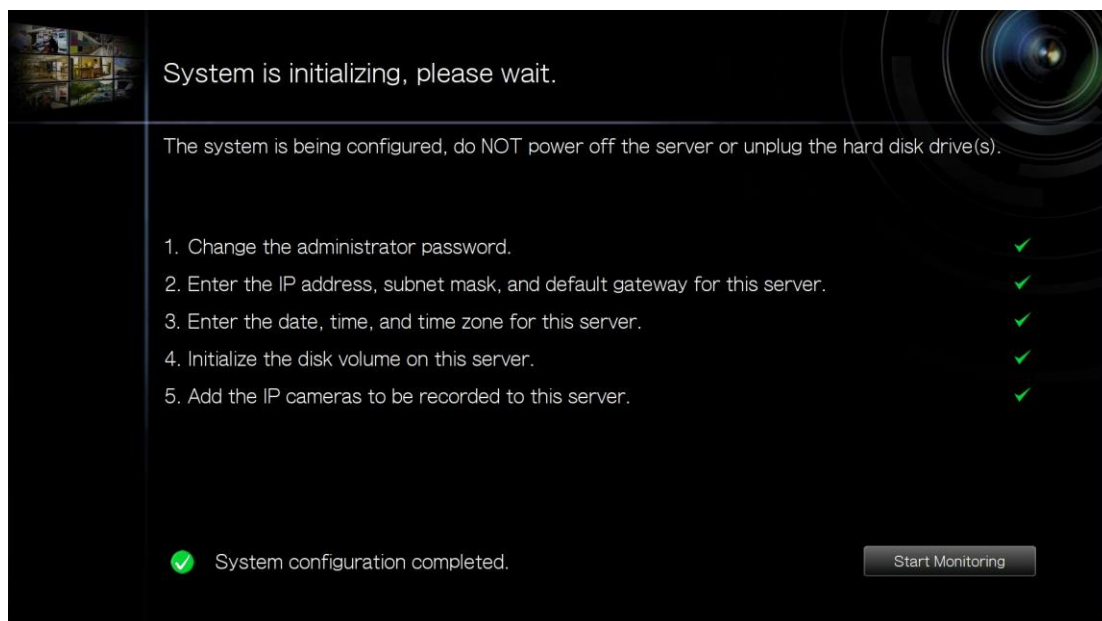 System is initializing, please wait.
The system is being configured, do NOT power off the server or unplug the hard disk drive(s).
1. Change the administrator password.
2. Enter the IP address, subnet mask, and default gateway for this server.
3. Enter the date, time, and time zone for this server.
4. Initialize the disk volume on this server.
5. Add the IP cameras to be recorded to this server.
System configuration completed.
Start Monitoring